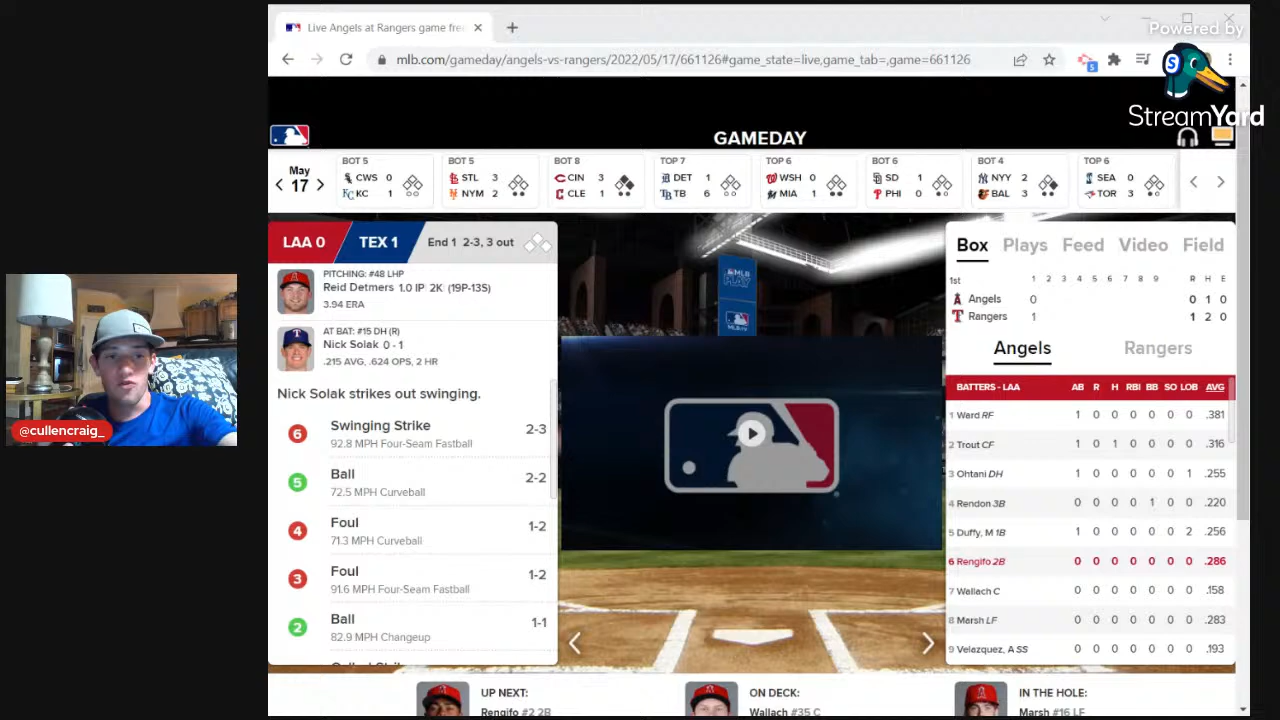 Live Angels at Rangers game free
mlb.com/gameday/angels-vs-rangers/2022/05/17/661126#game_state=live,game_tab=,game=661126
Powered by
StreamYard
GAMEDAY
May
17
BOT 5
CWS 0
KC 1
BOT 5
STL 3
NYM 2
BOT 8
CIN 3
CLE 1
TOP 7
DET 1
TB 6
TOP 6
WSH 0
MIA 1
BOT 6
SD 1
PHI 0
BOT 4
NYY 2
BAL 3
TOP 6
SEA 0
TOR 3
LAA 0 TEX 1 End 1 2-3, 3 out
PITCHING: #48 LHP
Reid Detmers 1.0 IP 2K (19P-13S)
3.94 ERA
AT BAT: #15 DH (R)
Nick Solak 0 - 1
.215 AVG, .624 OPS, 2 HR
Nick Solak strikes out swinging.
6 Swinging Strike 2-3
92.8 MPH Four-Seam Fastball
5 Ball 2-2
72.5 MPH Curveball
4 Foul 1-2
71.3 MPH Curveball
3 Foul 1-2
91.6 MPH Four-Seam Fastball
2 Ball 1-1
82.9 MPH Changeup
@cullencraig_
MLB
PLAY
Box Plays Feed Video Field
1st 1 2 3 4 5 6 7 8 9 R H E
Angels 0 0 1 0
Rangers 1 1 2 0
Angels Rangers
BATTERS - LAA AB R H RBI BB SO LOB AVG
1 Ward RF 1 0 0 0 0 0 0 .381
2 Trout CF 1 0 1 0 0 0 0 .316
3 Ohtani DH 1 0 0 0 0 0 1 .255
4 Rendon 3B 0 0 0 0 1 0 0 .220
5 Duffy, M 1B 1 0 0 0 0 0 2 .256
6 Rengifo 2B 0 0 0 0 0 0 0 .286
7 Wallach C 0 0 0 0 0 0 0 .158
8 Marsh LF 0 0 0 0 0 0 0 .283
9 Velazquez, A SS 0 0 0 0 0 0 0 .193
UP NEXT:
Rengifo #2 2B
ON DECK:
Wallach #35 C
IN THE HOLE:
Marsh #16 LF